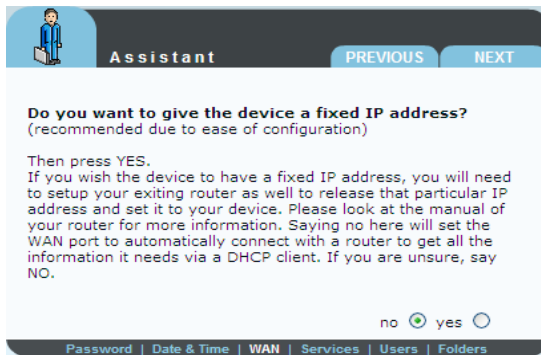 Assistant PREVIOUS NEXT
Do you want to give the device a fixed IP address?
(recommended due to ease of configuration)
Then press YES.
If you wish the device to have a fixed IP address, you will need
to setup your exiting router as well to release that particular IP
address and set it to your device. Please look at the manual of
your router for more information. Saying no here will set the
WAN port to automatically connect with a router to get all the
information it needs via a DHCP client. If you are unsure, say
NO.
no yes
Password | Date & Time | WAN | Services | Users | Folders